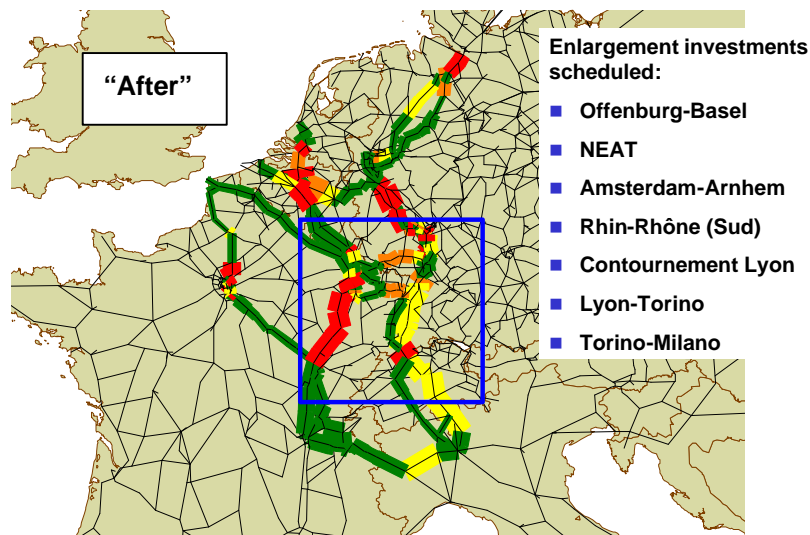 “After”
Enlargement investments
scheduled:
Offenburg-Basel
NEAT
Amsterdam-Arnhem
Rhin-Rhône (Sud)
Contournement Lyon
Lyon-Torino
Torino-Milano